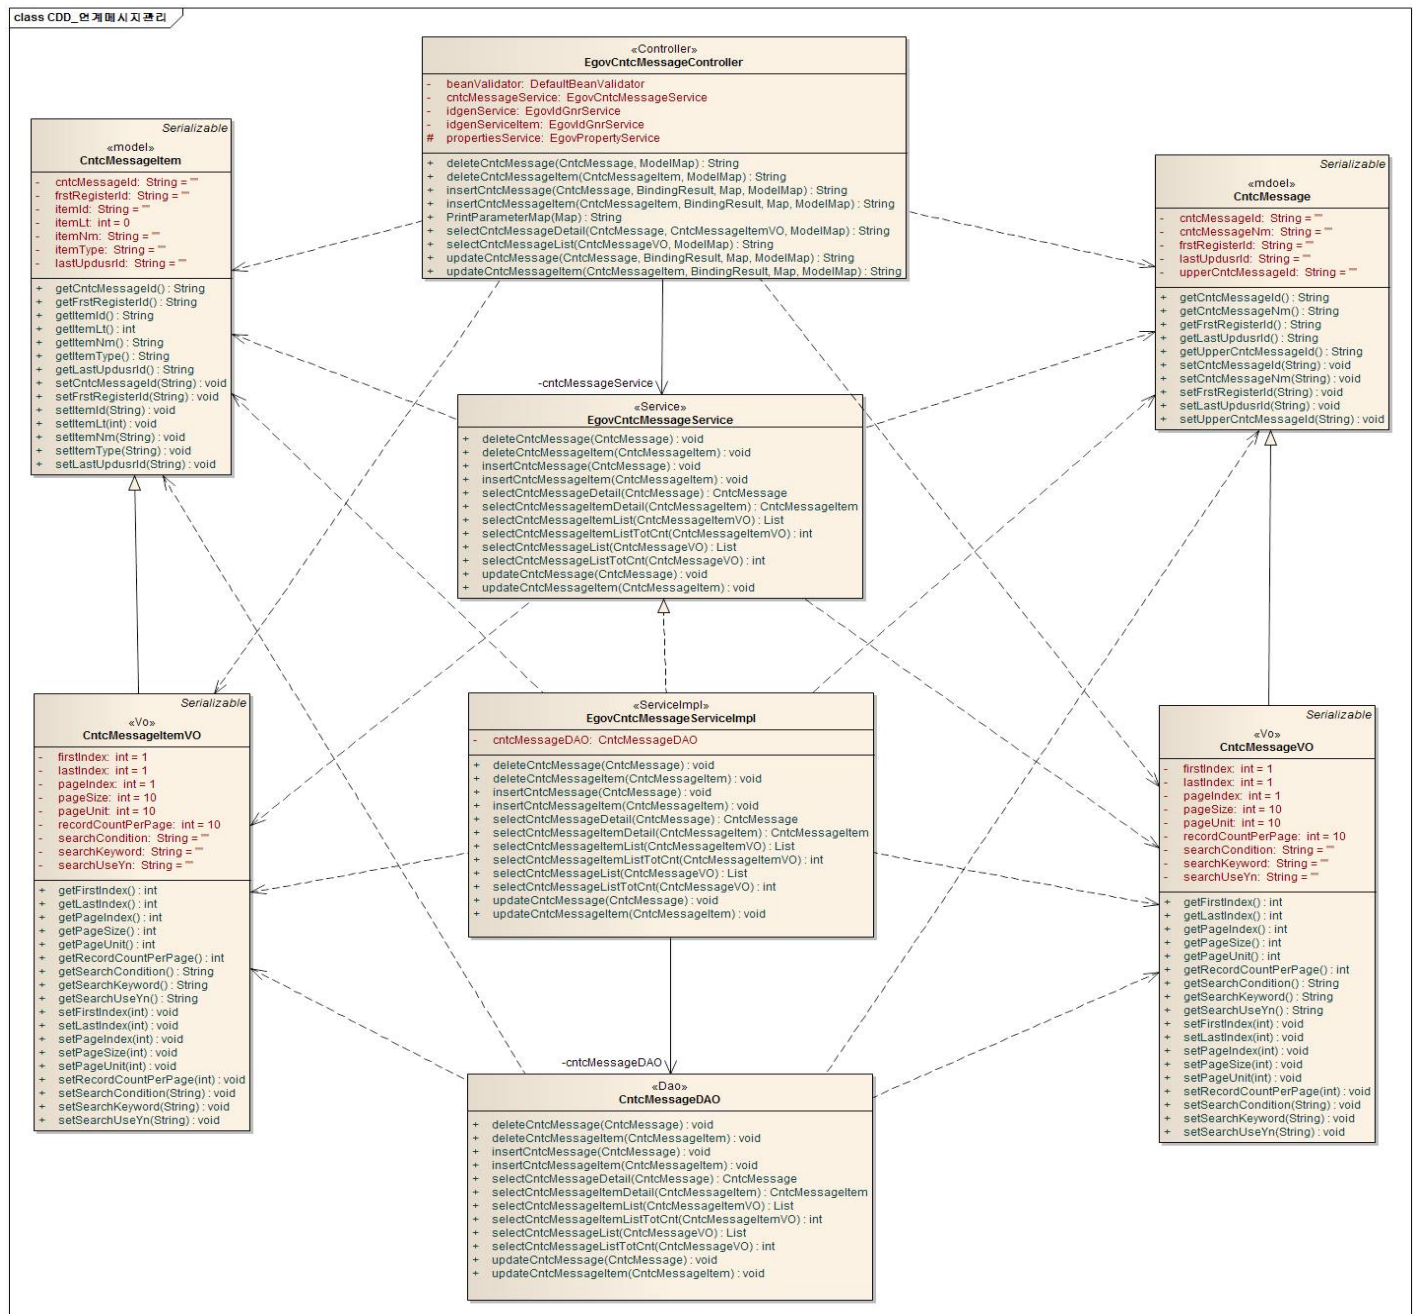 class CDD_연계메시지관리
«Controller»
EgovCntcMessageController
- beanValidator: DefaultBeanValidator
- cntcMessageService: EgovCntcMessageService
- idgenService: EgovIdGnrService
- idgenServiceItem: EgovIdGnrService
# propertiesService: EgovPropertyService
+ deleteCntcMessage(CntcMessage, ModelMap) : String
+ deleteCntcMessageItem(CntcMessageItem, ModelMap) : String
+ insertCntcMessage(CntcMessage, BindingResult, Map, ModelMap) : String
+ insertCntcMessageItem(CntcMessageItem, BindingResult, Map, ModelMap) : String
+ PrintParameterMap(Map) : String
+ selectCntcMessageDetail(CntcMessage, CntcMessageItemVO, ModelMap) : String
+ selectCntcMessageList(CntcMessageVO, ModelMap) : String
+ updateCntcMessage(CntcMessage, BindingResult, Map, ModelMap) : String
+ updateCntcMessageItem(CntcMessageItem, BindingResult, Map, ModelMap) : String
Serializable
«model»
CntcMessageItem
- cntcMessageId: String = ""
- frstRegisterId: String = ""
- itemId: String = ""
- itemLt: int = 0
- itemNm: String = ""
- itemType: String = ""
- lastUpdusrId: String = ""
+ getCntcMessageId() : String
+ getFrstRegisterId() : String
+ getItemId() : String
+ getItemLt() : int
+ getItemNm() : String
+ getItemType() : String
+ getLastUpdusrId() : String
+ setCntcMessageId(String) : void
+ setFrstRegisterId(String) : void
+ setItemId(String) : void
+ setItemLt(int) : void
+ setItemNm(String) : void
+ setItemType(String) : void
+ setLastUpdusrId(String) : void
Serializable
«mdoel»
CntcMessage
- cntcMessageId: String = ""
- cntcMessageNm: String = ""
- frstRegisterId: String = ""
- lastUpdusrId: String = ""
- upperCntcMessageId: String = ""
+ getCntcMessageId() : String
+ getCntcMessageNm() : String
+ getFrstRegisterId() : String
+ getLastUpdusrId() : String
+ getUpperCntcMessageId() : String
+ setCntcMessageId(String) : void
+ setCntcMessageNm(String) : void
+ setFrstRegisterId(String) : void
+ setLastUpdusrId(String) : void
+ setUpperCntcMessageId(String) : void
-cntcMessageService
«Service»
EgovCntcMessageService
+ deleteCntcMessage(CntcMessage) : void
+ deleteCntcMessageItem(CntcMessageItem) : void
+ insertCntcMessage(CntcMessage) : void
+ insertCntcMessageItem(CntcMessageItem) : void
+ selectCntcMessageDetail(CntcMessage) : CntcMessage
+ selectCntcMessageItemDetail(CntcMessageItem) : CntcMessageItem
+ selectCntcMessageItemList(CntcMessageItemVO) : List
+ selectCntcMessageItemListTotCnt(CntcMessageItemVO) : int
+ selectCntcMessageList(CntcMessageVO) : List
+ selectCntcMessageListTotCnt(CntcMessageVO) : int
+ updateCntcMessage(CntcMessage) : void
+ updateCntcMessageItem(CntcMessageItem) : void
Serializable
«Vo»
CntcMessageItemVO
- firstIndex: int = 1
- lastIndex: int = 1
- pageIndex: int = 1
- pageSize: int = 10
- pageUnit: int = 10
- recordCountPerPage: int = 10
- searchCondition: String = ""
- searchKeyword: String = ""
- searchUseYn: String = ""
+ getFirstIndex() : int
+ getLastIndex() : int
+ getPageIndex() : int
+ getPageSize() : int
+ getPageUnit() : int
+ getRecordCountPerPage() : int
+ getSearchCondition() : String
+ getSearchKeyword() : String
+ getSearchUseYn() : String
+ setFirstIndex(int) : void
+ setLastIndex(int) : void
+ setPageIndex(int) : void
+ setPageSize(int) : void
+ setPageUnit(int) : void
+ setRecordCountPerPage(int) : void
+ setSearchCondition(String) : void
+ setSearchKeyword(String) : void
+ setSearchUseYn(String) : void
«ServiceImpl»
EgovCntcMessageServiceImpl
- cntcMessageDAO: CntcMessageDAO
+ deleteCntcMessage(CntcMessage) : void
+ deleteCntcMessageItem(CntcMessageItem) : void
+ insertCntcMessage(CntcMessage) : void
+ insertCntcMessageItem(CntcMessageItem) : void
+ selectCntcMessageDetail(CntcMessage) : CntcMessage
+ selectCntcMessageItemDetail(CntcMessageItem) : CntcMessageItem
+ selectCntcMessageItemList(CntcMessageItemVO) : List
+ selectCntcMessageItemListTotCnt(CntcMessageItemVO) : int
+ selectCntcMessageList(CntcMessageVO) : List
+ selectCntcMessageListTotCnt(CntcMessageVO) : int
+ updateCntcMessage(CntcMessage) : void
+ updateCntcMessageItem(CntcMessageItem) : void
Serializable
«Vo»
CntcMessageVO
- firstIndex: int = 1
- lastIndex: int = 1
- pageIndex: int = 1
- pageSize: int = 10
- pageUnit: int = 10
- recordCountPerPage: int = 10
- searchCondition: String = ""
- searchKeyword: String = ""
- searchUseYn: String = ""
+ getFirstIndex() : int
+ getLastIndex() : int
+ getPageIndex() : int
+ getPageSize() : int
+ getPageUnit() : int
+ getRecordCountPerPage() : int
+ getSearchCondition() : String
+ getSearchKeyword() : String
+ getSearchUseYn() : String
+ setFirstIndex(int) : void
+ setLastIndex(int) : void
+ setPageIndex(int) : void
+ setPageSize(int) : void
+ setPageUnit(int) : void
+ setRecordCountPerPage(int) : void
+ setSearchCondition(String) : void
+ setSearchKeyword(String) : void
+ setSearchUseYn(String) : void
-cntcMessageDAO
«Dao»
CntcMessageDAO
+ deleteCntcMessage(CntcMessage) : void
+ deleteCntcMessageItem(CntcMessageItem) : void
+ insertCntcMessage(CntcMessage) : void
+ insertCntcMessageItem(CntcMessageItem) : void
+ selectCntcMessageDetail(CntcMessage) : CntcMessage
+ selectCntcMessageItemDetail(CntcMessageItem) : CntcMessageItem
+ selectCntcMessageItemList(CntcMessageItemVO) : List
+ selectCntcMessageItemListTotCnt(CntcMessageItemVO) : int
+ selectCntcMessageList(CntcMessageVO) : List
+ selectCntcMessageListTotCnt(CntcMessageVO) : int
+ updateCntcMessage(CntcMessage) : void
+ updateCntcMessageItem(CntcMessageItem) : void